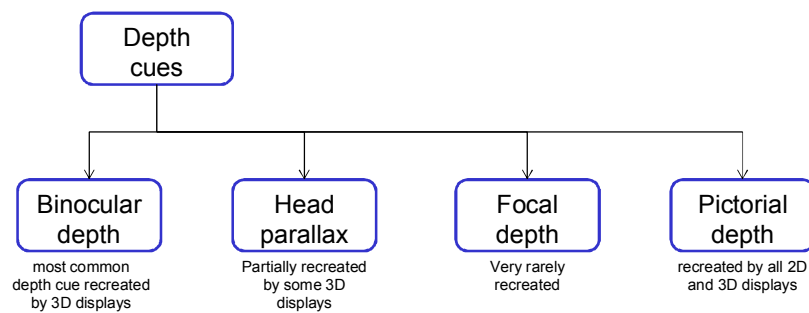 Depth
cues
Binocular
depth
most common
depth cue recreated
by 3D displays
Head
parallax
Partially recreated
by some 3D
displays
Focal
depth
Very rarely
recreated
Pictorial
depth
recreated by all 2D
and 3D displays